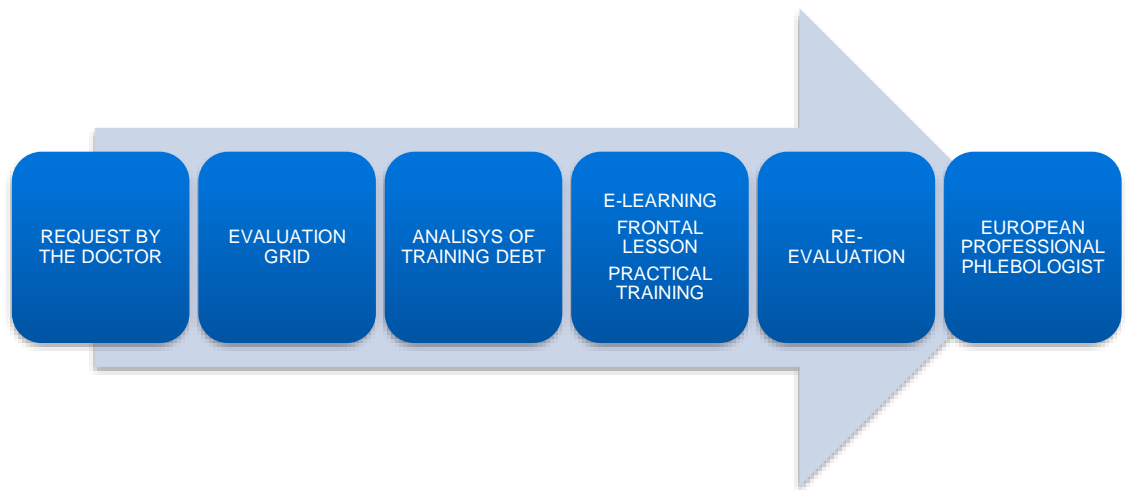 REQUEST BY
THE DOCTOR
EVALUATION
GRID
ANALISYS OF
TRAINING DEBT
E-LEARNING
FRONTAL
LESSON
PRACTICAL
TRAINING
RE-
EVALUATION
EUROPEAN
PROFESSIONAL
PHLEBOLOGIST